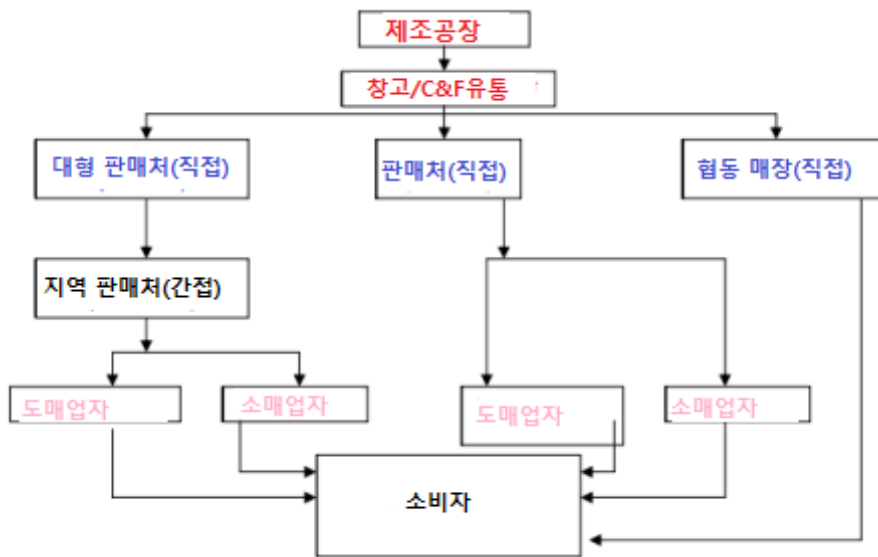 제조공장
창고/C&F유통
대형 판매처(직접)
판매처(직접)
협동 매장(직접)
지역 판매처(간접)
도매업자
소매업자
도매업자
소매업자
소비자